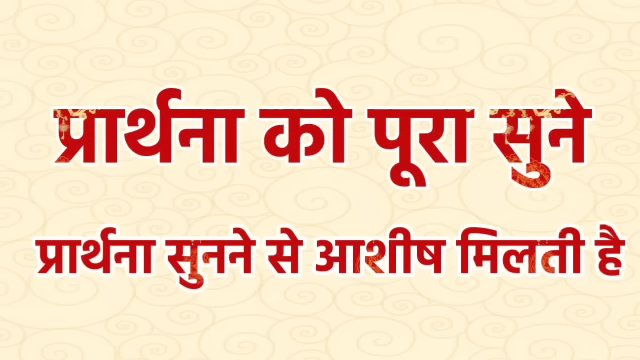 प्रार्थना को पूरा सुने
प्रार्थना सुनने से आशीष मिलती है